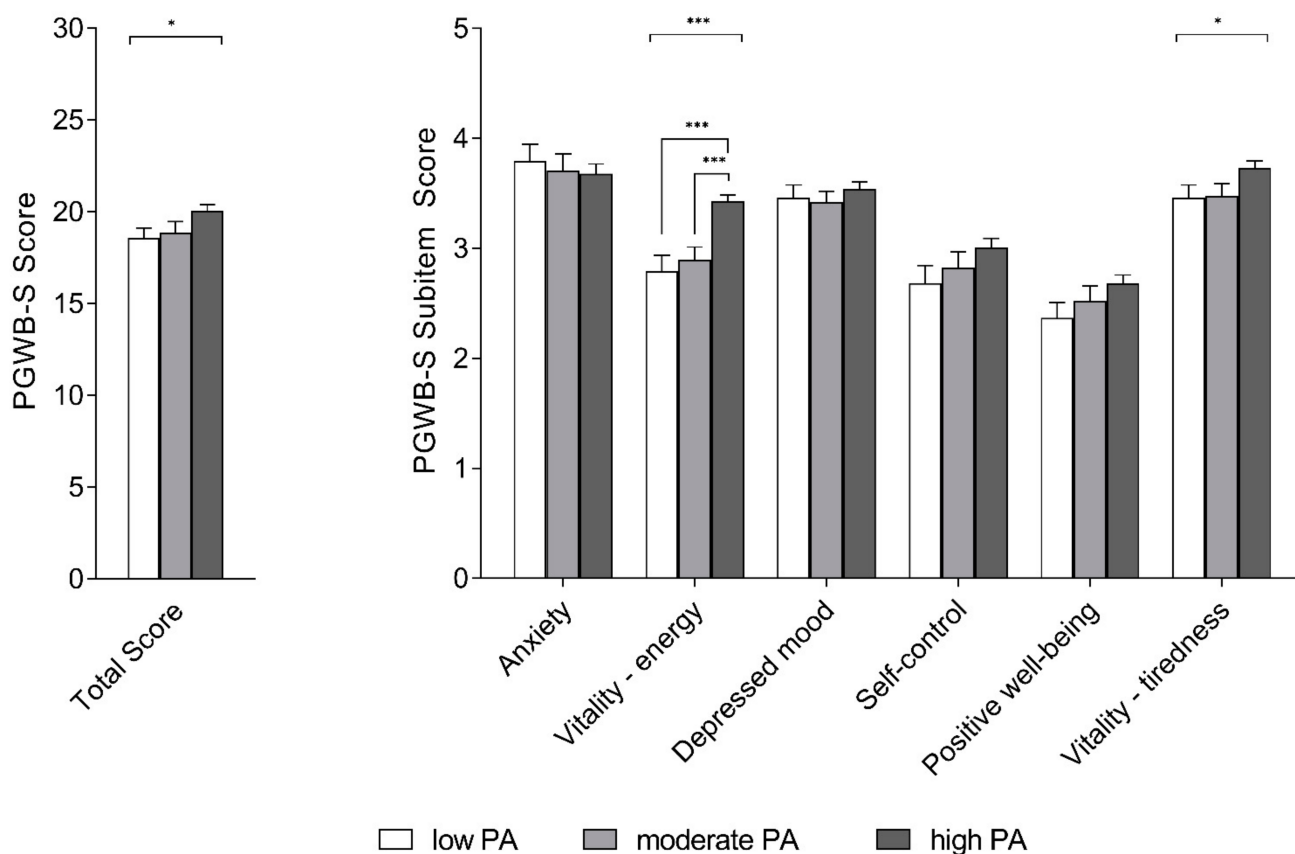 PGWB-S Score
30
25
20
15
10
5
0
*
Total Score
PGWB-S Subitem Score
5
4
3
2
1
0
***
***
***
*
Anxiety
Vitality - energy
Depressed mood
Self-control
Positive well-being
Vitality - tiredness
low PA moderate PA high PA